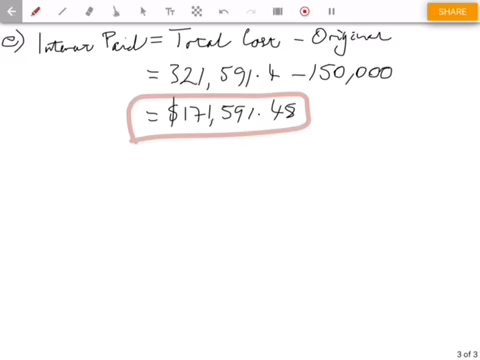 SHARE
e) Interest Paid = Total Cost - Original
= 321,591.4 - 150,000
= $171,591.48
3 of 3